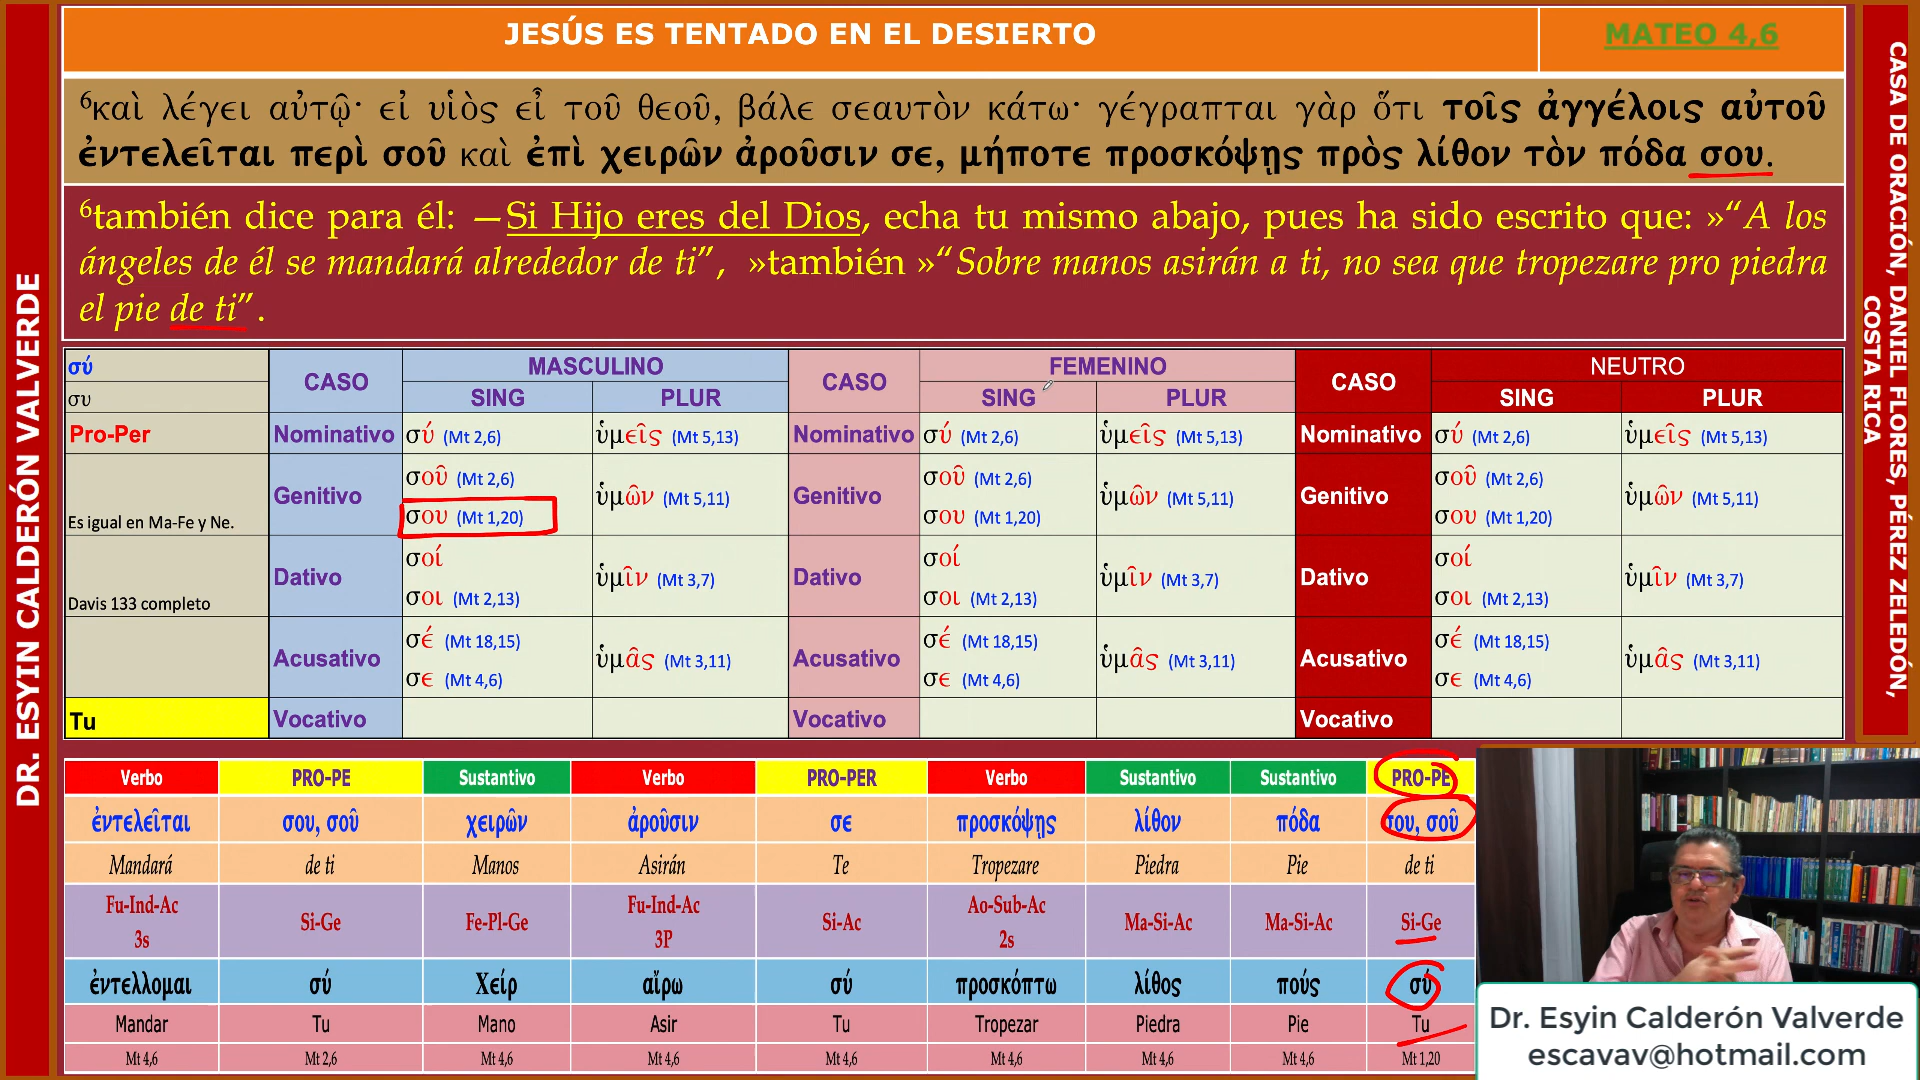 JESÚS ES TENTADO EN EL DESIERTO
MATEO 4,6
⁶καὶ λέγει αὐτῷ· εἰ υἱὸς εἶ τοῦ θεοῦ, βάλε σεαυτὸν κάτω· γέγραπται γὰρ ὅτι τοῖς ἀγγέλοις αὐτοῦ
ἐντελεῖται περὶ σοῦ καὶ ἐπὶ χειρῶν ἀροῦσιν σε, μήποτε προσκόψῃς πρὸς λίθον τὸν πόδα σου.
⁶también dice para él: —Si Hijo eres del Dios, echa tu mismo abajo, pues ha sido escrito que: »“A los
ángeles de él se mandará alrededor de ti”, »también »“Sobre manos asirán a ti, no sea que tropezare pro piedra
el pie de ti”.
σύ CASO MASCULINO CASO FEMENINO CASO NEUTRO
συ SING PLUR SING PLUR SING PLUR
Pro-Per Nominativo σύ (Mt 2,6) ὑμεῖς (Mt 5,13) Nominativo σύ (Mt 2,6) ὑμεῖς (Mt 5,13) Nominativo σύ (Mt 2,6) ὑμεῖς (Mt 5,13)
Es igual en Ma-Fe y Ne. Genitivo σοῦ (Mt 2,6) σου (Mt 1,20) ὑμῶν (Mt 5,11) Genitivo σοῦ (Mt 2,6) σου (Mt 1,20) ὑμῶν (Mt 5,11) Genitivo σοῦ (Mt 2,6) σου (Mt 1,20) ὑμῶν (Mt 5,11)
Davis 133 completo Dativo σοί σοι (Mt 2,13) ὑμῖν (Mt 3,7) Dativo σοί σοι (Mt 2,13) ὑμῖν (Mt 3,7) Dativo σοί σοι (Mt 2,13) ὑμῖν (Mt 3,7)
Acusativo σέ (Mt 18,15) σε (Mt 4,6) ὑμᾶς (Mt 3,11) Acusativo σέ (Mt 18,15) σε (Mt 4,6) ὑμᾶς (Mt 3,11) Acusativo σέ (Mt 18,15) σε (Mt 4,6) ὑμᾶς (Mt 3,11)
Tu Vocativo Vocativo Vocativo
Verbo PRO-PE Sustantivo Verbo PRO-PER Verbo Sustantivo Sustantivo PRO-PE
ἐντελεῖται σου, σοῦ χειρῶν ἀροῦσιν σε προσκόψῃς λίθον πόδα σου, σοῦ
Mandará de ti Manos Asirán Te Tropezare Piedra Pie de ti
Fu-Ind-Ac 3s Si-Ge Fe-Pl-Ge Fu-Ind-Ac 3P Si-Ac Ao-Sub-Ac 2s Ma-Si-Ac Ma-Si-Ac Si-Ge
ἐντελλομαι σύ Χείρ αἴρω σύ προσκόπτω λίθος πούς σύ
Mandar Tu Mano Asir Tu Tropezar Piedra Pie Tu
Mt 4,6 Mt 2,6 Mt 4,6 Mt 4,6 Mt 4,6 Mt 4,6 Mt 4,6 Mt 4,6 Mt 1,20
DR. ESYIN CALDERÓN VALVERDE
CASA DE ORACIÓN, DANIEL FLORES, PÉREZ ZELEDÓN,
COSTA RICA
Dr. Esyin Calderón Valverde
escavav@hotmail.com